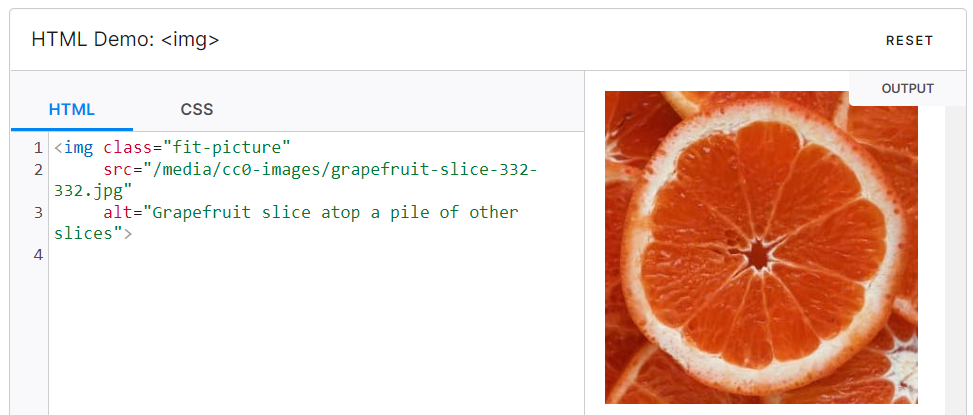 HTML Demo: <img>
RESET
OUTPUT
HTML CSS
1 <img class="fit-picture"
2 src="/media/cc0-images/grapefruit-slice-332-
332.jpg"
3 alt="Grapefruit slice atop a pile of other
slices">
4